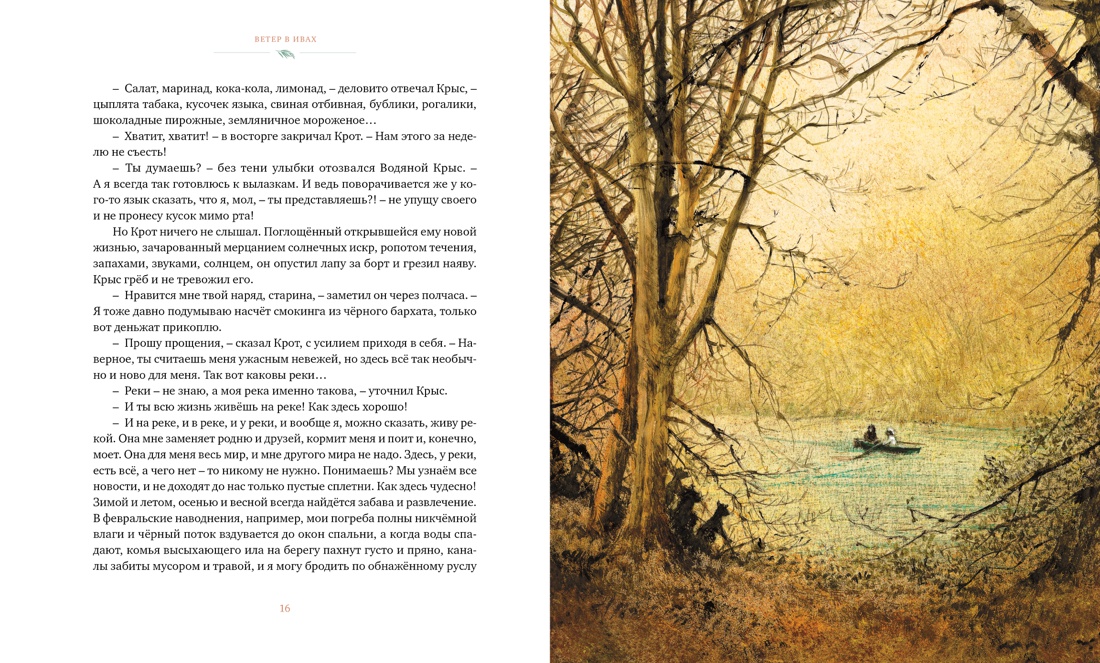 ВЕТЕР В ИВАХ
– Салат, маринад, кока-кола, лимонад, – деловито отвечал Крыс, –
цыплята табака, кусочек языка, свиная отбивная, бублики, рогалики,
шоколадные пирожные, земляничное мороженое…
– Хватит, хватит! – в восторге закричал Крот. – Нам этого за неде-
лю не съесть!
– Ты думаешь? – без тени улыбки отозвался Водяной Крыс. –
А я всегда так готовлюсь к вылазкам. И ведь поворачивается же у ко-
го-то язык сказать, что я, мол, – ты представляешь?! – не упущу своего
и не пронесу кусок мимо рта!
Но Крот ничего не слышал. Поглощённый открывшейся ему новой
жизнью, зачарованный мерцанием солнечных искр, ропотом течения,
запахами, звуками, солнцем, он опустил лапу за борт и грезил наяву.
Крыс грёб и не тревожил его.
– Нравится мне твой наряд, старина, – заметил он через полчаса. –
Я тоже давно подумываю насчёт смокинга из чёрного бархата, только
вот деньжат прикоплю.
– Прошу прощения, – сказал Крот, с усилием приходя в себя. – На-
верное, ты считаешь меня ужасным невежей, но здесь всё так необыч-
но и ново для меня. Так вот каковы реки…
– Реки – не знаю, а моя река именно такова, – уточнил Крыс.
– И ты всю жизнь живёшь на реке! Как здесь хорошо!
– И на реке, и в реке, и у реки, и вообще я, можно сказать, живу ре-
кой. Она мне заменяет родню и друзей, кормит меня и поит и, конечно,
моет. Она для меня весь мир, и мне другого мира не надо. Здесь, у реки,
есть всё, а чего нет – то никому не нужно. Понимаешь? Мы узнаём все
новости, и не доходят до нас только пустые сплетни. Как здесь чудесно!
Зимой и летом, осенью и весной всегда найдётся забава и развлечение.
В февральские наводнения, например, мои погреба полны никчёмной
влаги и чёрный поток вздувается до окон спальни, а когда воды спа-
дают, комья высыхающего ила на берегу пахнут густо и пряно, кана-
лы забиты мусором и травой, и я могу бродить по обнажённому руслу
16